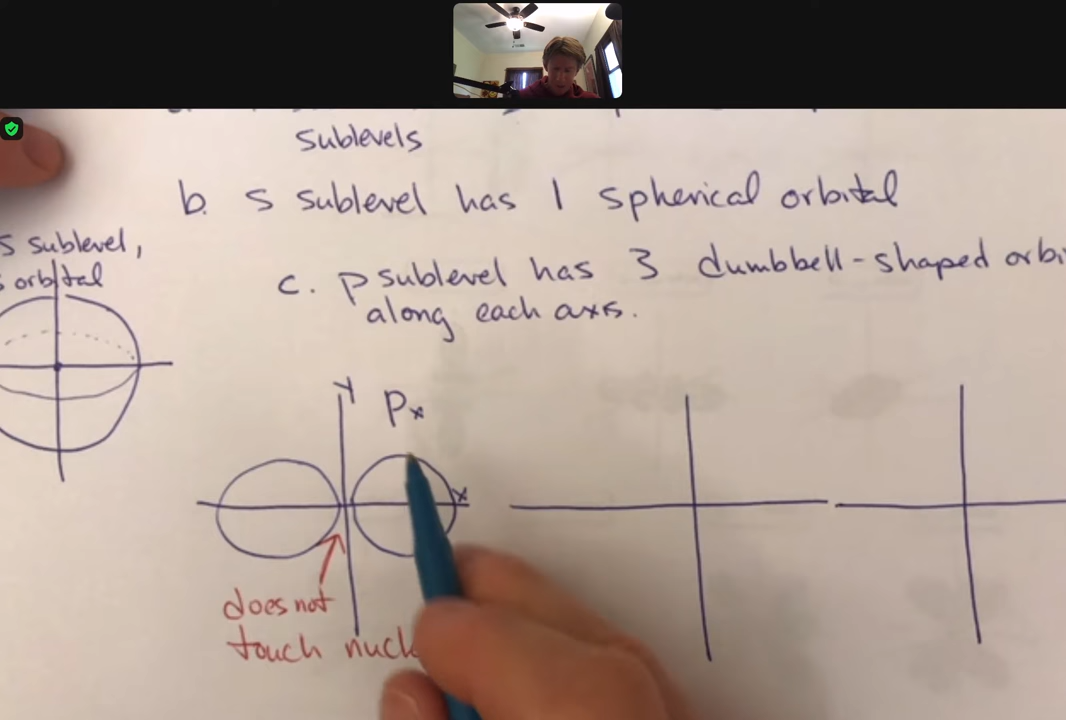 sublevels
b. s sublevel has 1 spherical orbital
s sublevel,
s orbital
c. p sublevel has 3 dumbbell-shaped
along each axis.
y
Px
x
does not
touch